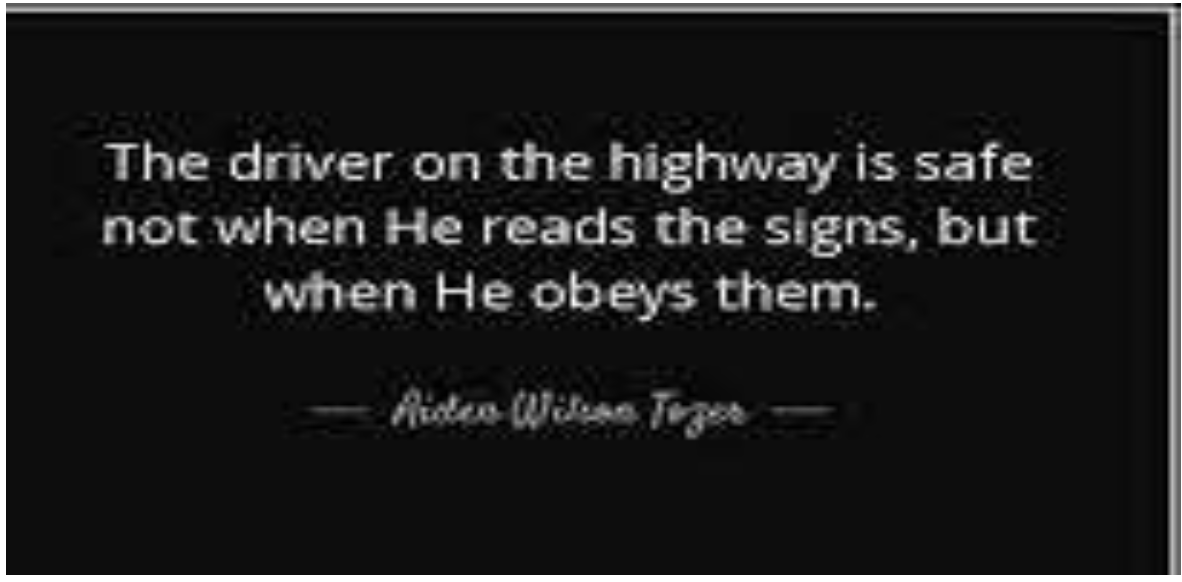 The driver on the highway is safe
not when He reads the signs, but
when He obeys them.
— Aiden Wilson Tozer —